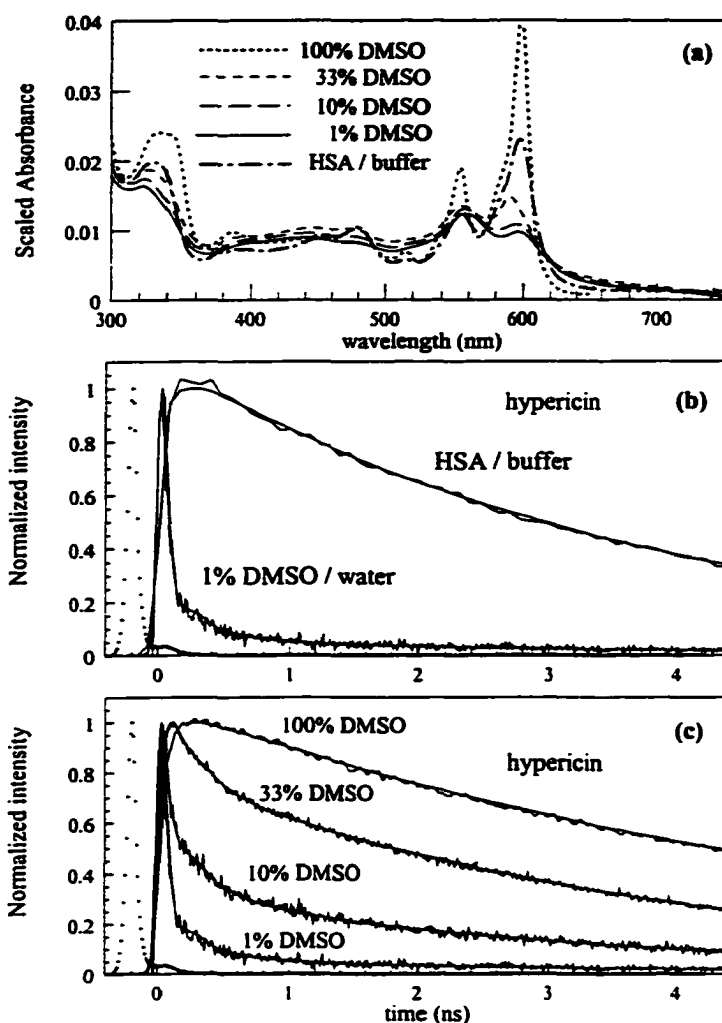 0.04
0.03
0.02
0.01
0
Scaled Absorbance
100% DMSO
33% DMSO
10% DMSO
1% DMSO
HSA / buffer
(a)
300 400 500 600 700
wavelength (nm)
1
0.8
0.6
0.4
0.2
0
Normalized intensity
hypericin
(b)
HSA / buffer
1% DMSO / water
0 1 2 3 4
1
0.8
0.6
0.4
0.2
0
Normalized intensity
100% DMSO
(c)
hypericin
33% DMSO
10% DMSO
1% DMSO
0 1 2 3 4
time (ns)